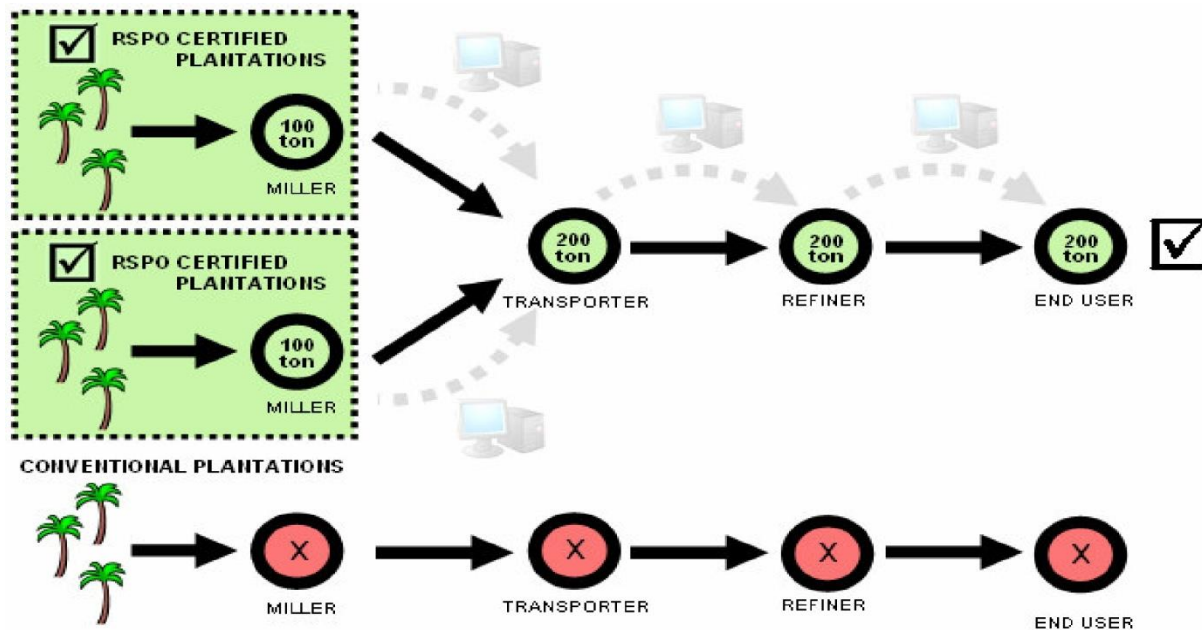 RSPO CERTIFIED
PLANTATIONS
100
ton
MILLER
RSPO CERTIFIED
PLANTATIONS
100
ton
MILLER
200
ton
TRANSPORTER
200
ton
REFINER
200
ton
END USER
CONVENTIONAL PLANTATIONS
X
MILLER
X
TRANSPORTER
X
REFINER
X
END USER